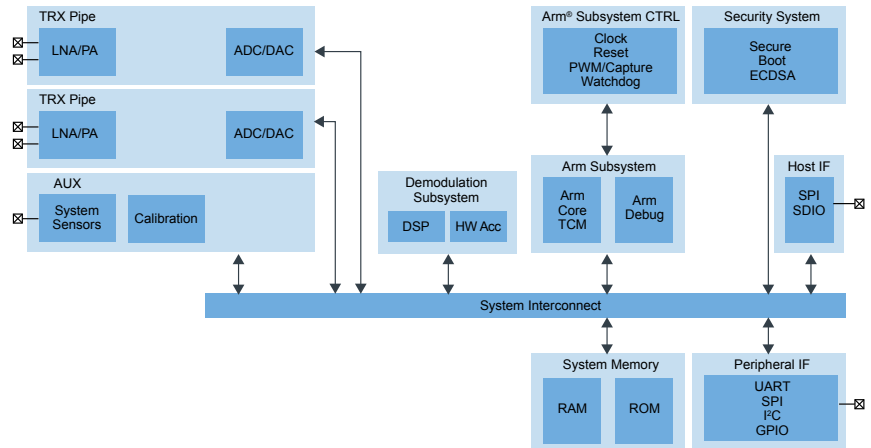 TRX Pipe
LNA/PA
ADC/DAC
TRX Pipe
LNA/PA
ADC/DAC
AUX
System
Sensors
Calibration
Demodulation
Subsystem
DSP
HW Acc
Arm® Subsystem CTRL
Clock
Reset
PWM/Capture
Watchdog
Security System
Secure
Boot
ECDSA
Arm Subsystem
Arm
Core
TCM
Arm
Debug
Host IF
SPI
SDIO
System Interconnect
System Memory
RAM
ROM
Peripheral IF
UART
SPI
I²C
GPIO